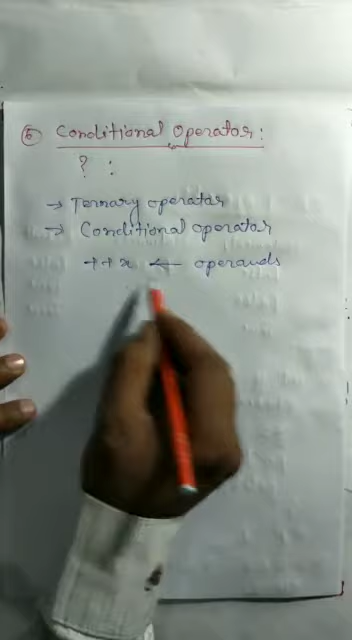 ⑥ Conditional Operator:
? :
→ Ternary operator
→ Conditional operator
++x ← operands